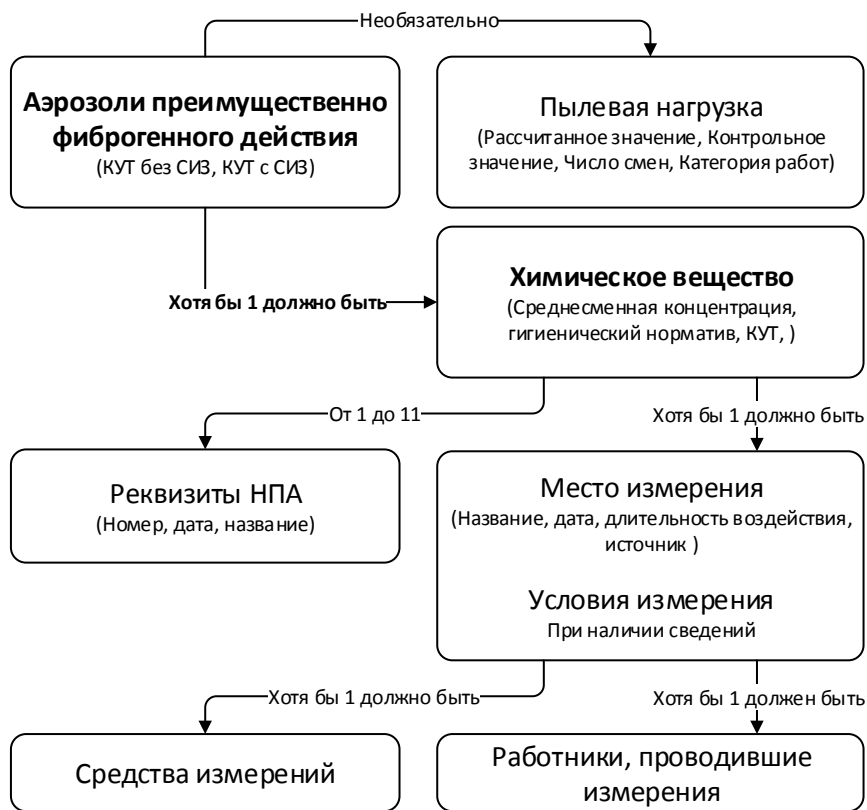 Необязательно
Аэрозоли преимущественно
фиброгенного действия
(КУТ без СИЗ, КУТ с СИЗ)
Пылевая нагрузка
(Рассчитанное значение, Контрольное
значение, Число смен, Категория работ)
Хотя бы 1 должно быть
Химическое вещество
(Среднесменная концентрация,
гигиенический норматив, КУТ, )
От 1 до 11
Хотя бы 1 должно быть
Реквизиты НПА
(Номер, дата, название)
Место измерения
(Название, дата, длительность воздействия,
источник )
Условия измерения
При наличии сведений
Хотя бы 1 должно быть
Хотя бы 1 должен быть
Средства измерений
Работники, проводившие
измерения